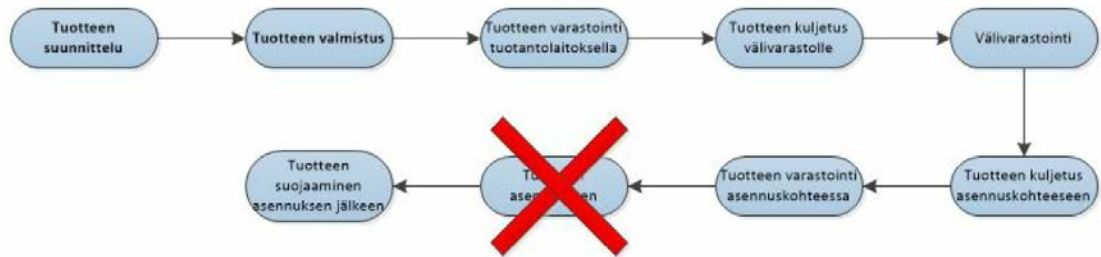 Tuotteen
suunnittelu
Tuotteen valmistus
Tuotteen varastointi
tuotantolaitoksella
Tuotteen kuljetus
välivarastolle
Välivarastointi
Tuotteen kuljetus
asennuskohteeseen
Tuotteen varastointi
asennuskohteessa
Tuotteen
suojaaminen
asennuksen jälkeen